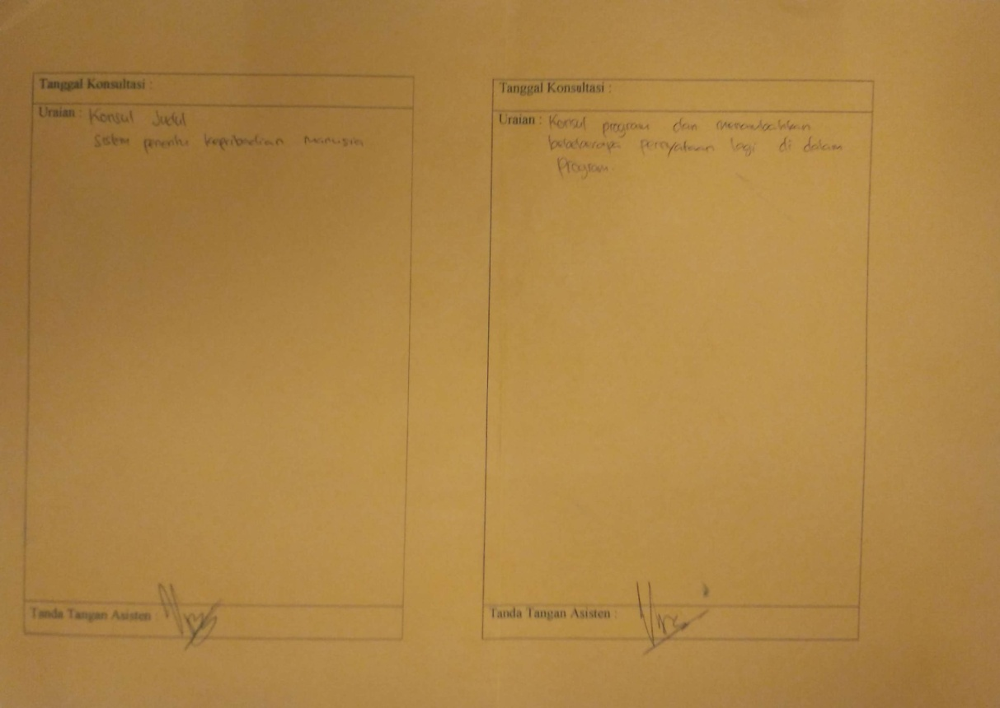 Tanggal Konsultasi :
Uraian : Konsul Judul
Sistem penentu kepribadian Manusia
Tanda Tangan Asisten :
Tanggal Konsultasi :
Uraian : Konsul program dan menambahkan
pernyataan lagi di dalam
Program.
Tanda Tangan Asisten :